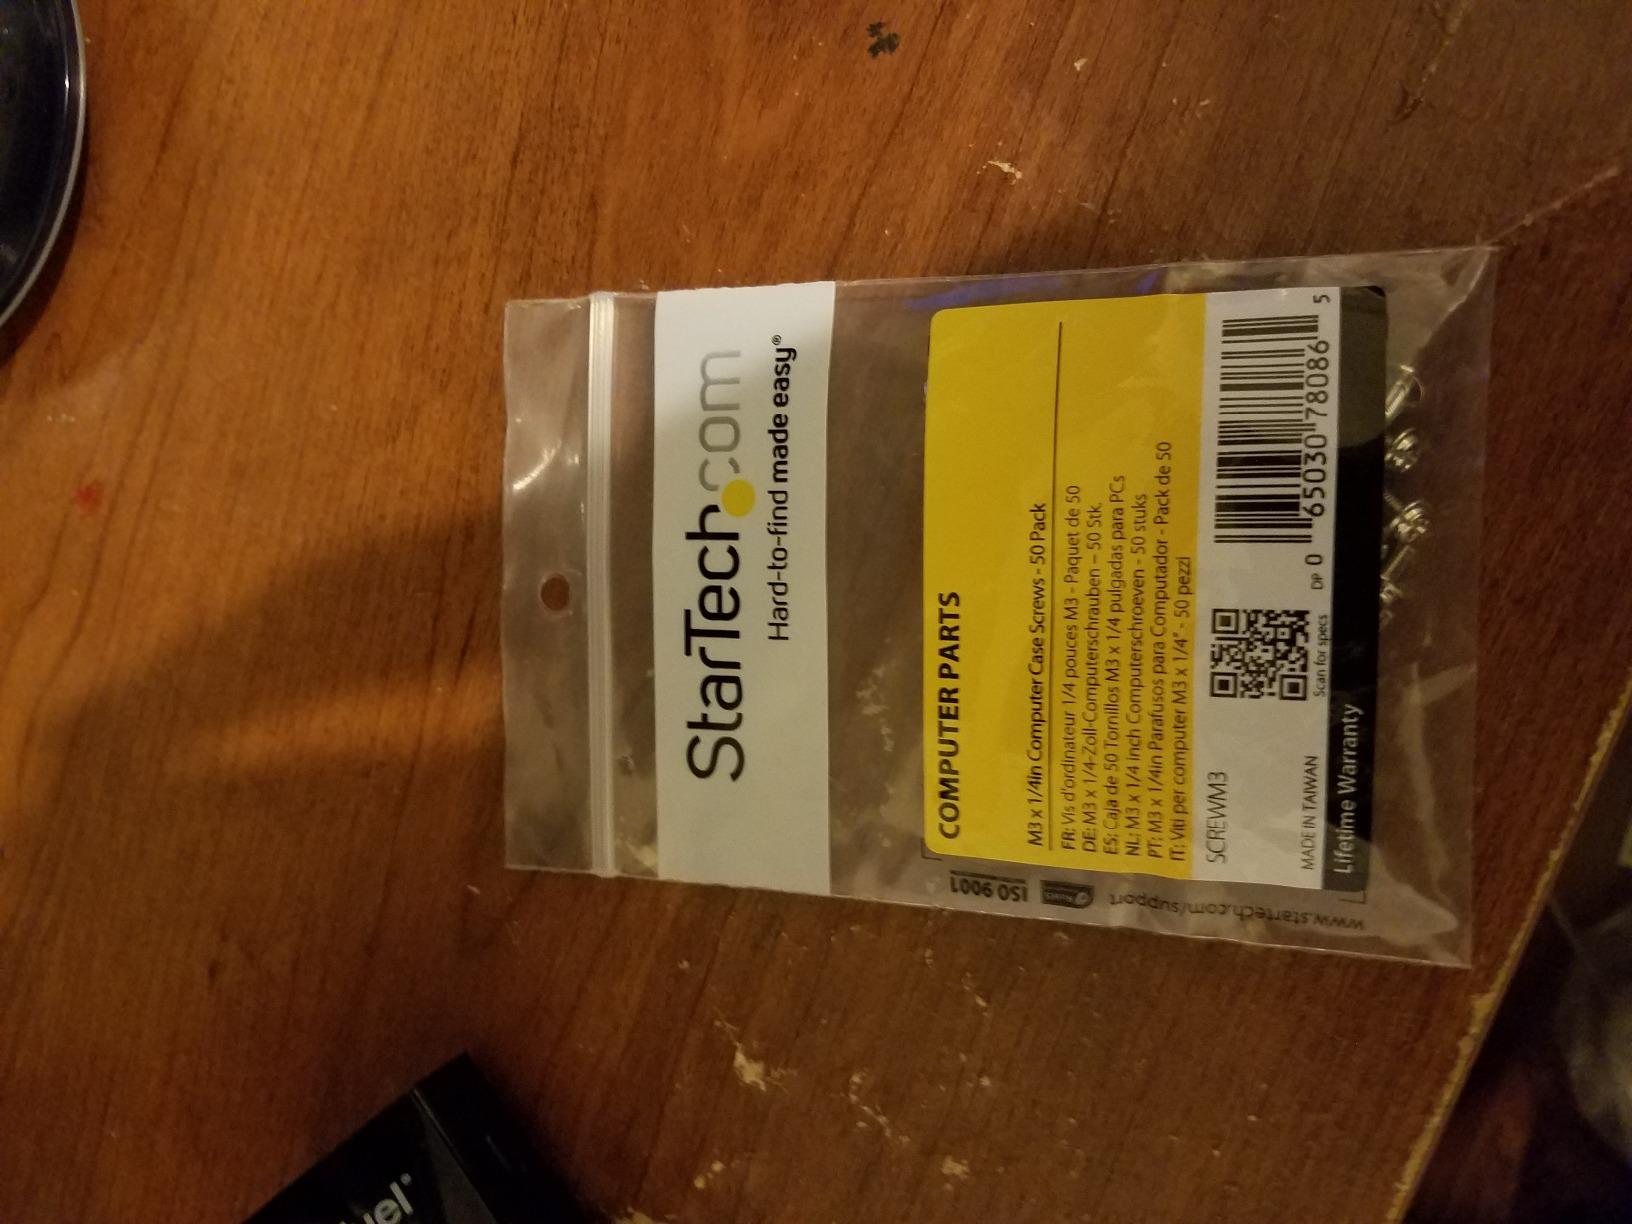 StarTech.com
Hard-to-find made easy®
COMPUTER PARTS
M3 x 1/4in Computer Case Screws - 50 Pack
FR: Vis d'ordinateur 1/4 pouces M3 - Paquet de 50
DE: M3 x 1/4-Zoll-Computerschrauben – 50 Stk.
ES: Caja de 50 Tornillos M3 x 1/4 pulgadas para PCs
NL: M3 x 1/4 inch Computerschroeven - 50 stuks
PT: M3 x 1/4in Parafusos para Computador - Pack de 50
IT: Viti per computer M3 x 1/4" - 50 pezzi
SCREWM3
MADE IN TAIWAN
Scan for specs
DP
0 65030 78086 5
Lifetime Warranty
www.startech.com/support
RoHS
ISO 9001